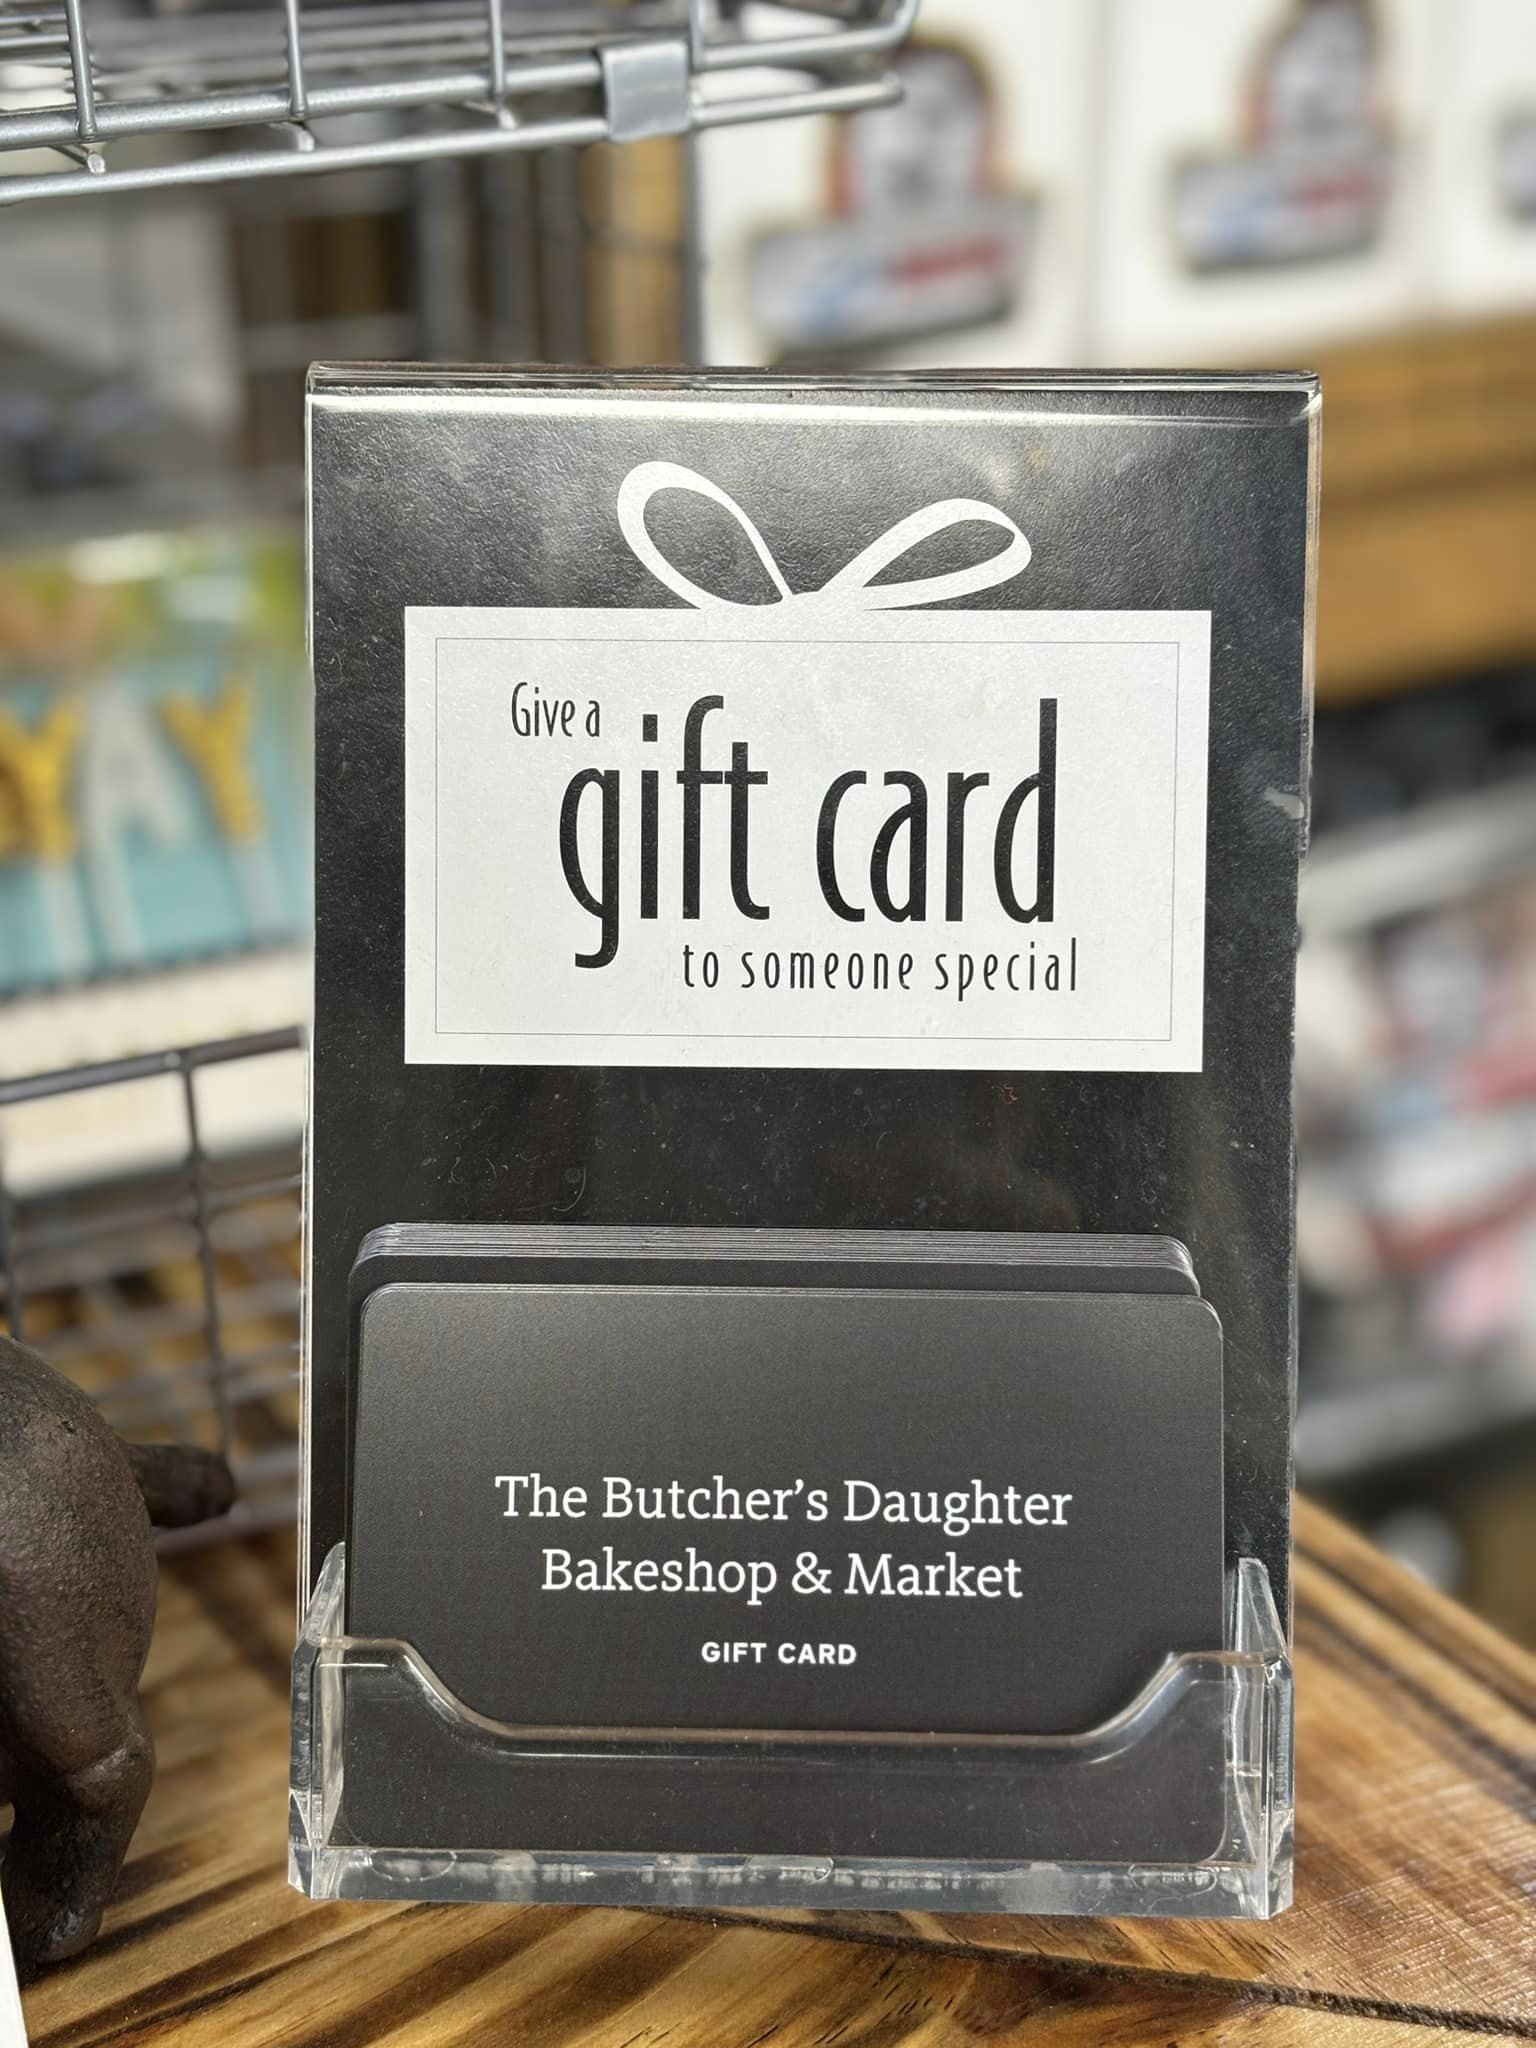 Give a
gift card
to someone special
The Butcher’s Daughter
Bakeshop & Market
GIFT CARD